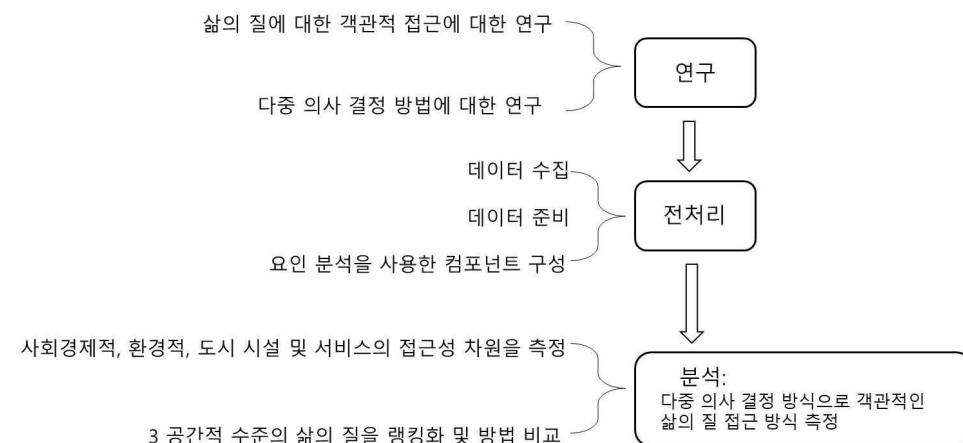 삶의 질에 대한 객관적 접근에 대한 연구
다중 의사 결정 방법에 대한 연구
연구
데이터 수집
데이터 준비
요인 분석을 사용한 컴포넌트 구성
전처리
사회경제적, 환경적, 도시 시설 및 서비스의 접근성 차원을 측정
3 공간적 수준의 삶의 질을 랭킹화 및 방법 비교
분석:
다중 의사 결정 방식으로 객관적인
삶의 질 접근 방식 측정